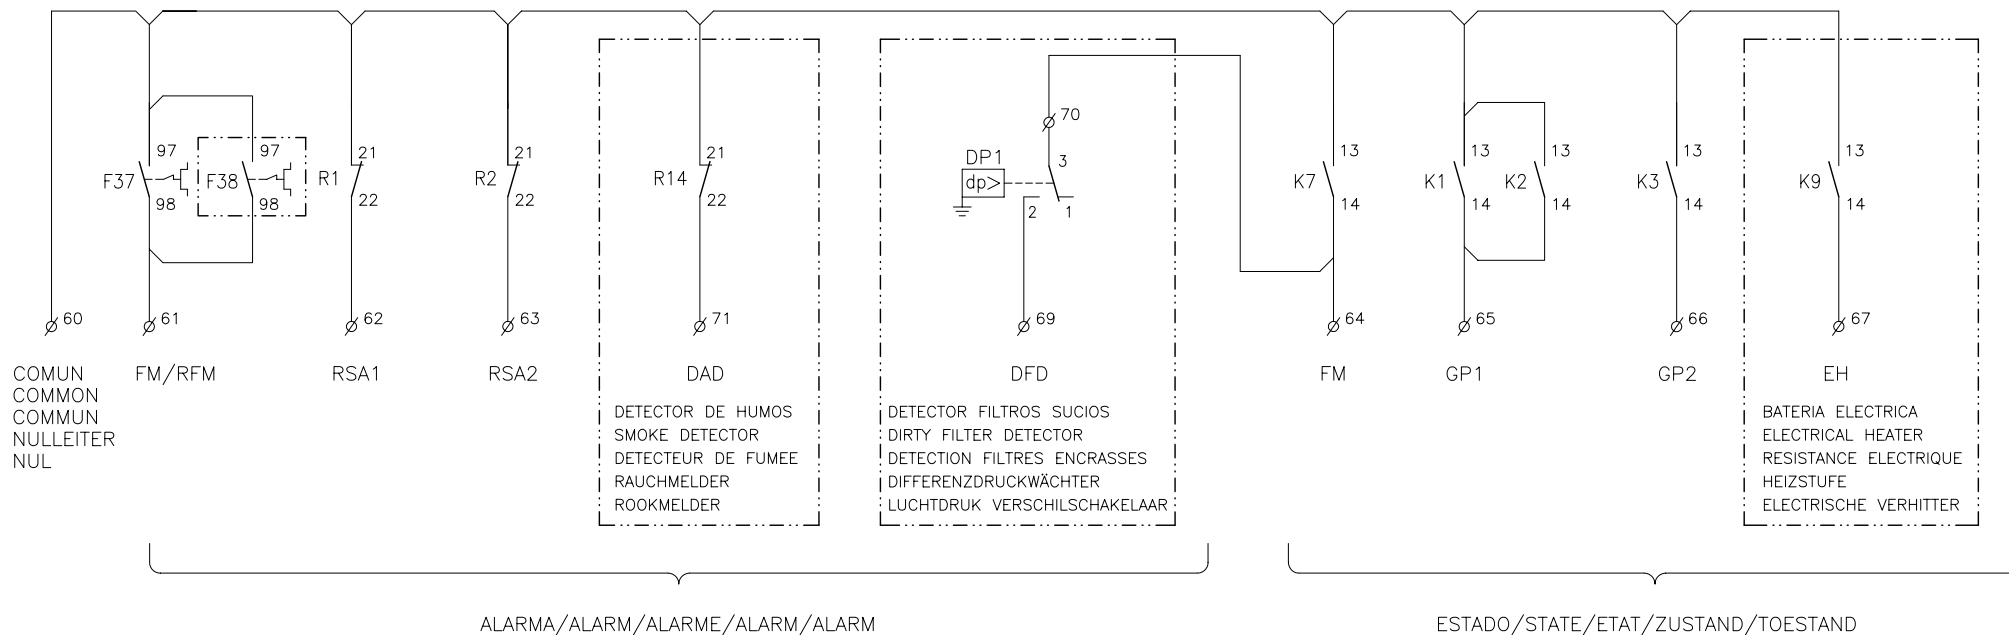 70
97
97
21
21
21
DP1
3
13
13
13
13
13
F37
F38
R1
R2
R14
dp>
K7
K1
K2
K3
K9
98
98
22
22
22
2
1
14
14
14
14
14
60
61
62
63
71
69
64
65
66
67
COMUN
COMMON
COMMUN
NULLEITER
NUL
FM/RFM
RSA1
RSA2
DAD
DFD
FM
GP1
GP2
EH
DETECTOR DE HUMOS
SMOKE DETECTOR
DETECTEUR DE FUMEE
RAUCHMELDER
ROOKMELDER
DETECTOR FILTROS SUCIOS
DIRTY FILTER DETECTOR
DETECTION FILTRES ENCRASSES
DIFFERENZDRUCKWÄCHTER
LUCHTDRUK VERSCHILSCHAKELAAR
BATERIA ELECTRICA
ELECTRICAL HEATER
RESISTANCE ELECTRIQUE
HEIZSTUFE
ELECTRISCHE VERHITTER
ALARMA/ALARM/ALARME/ALARM/ALARM
ESTADO/STATE/ETAT/ZUSTAND/TOESTAND